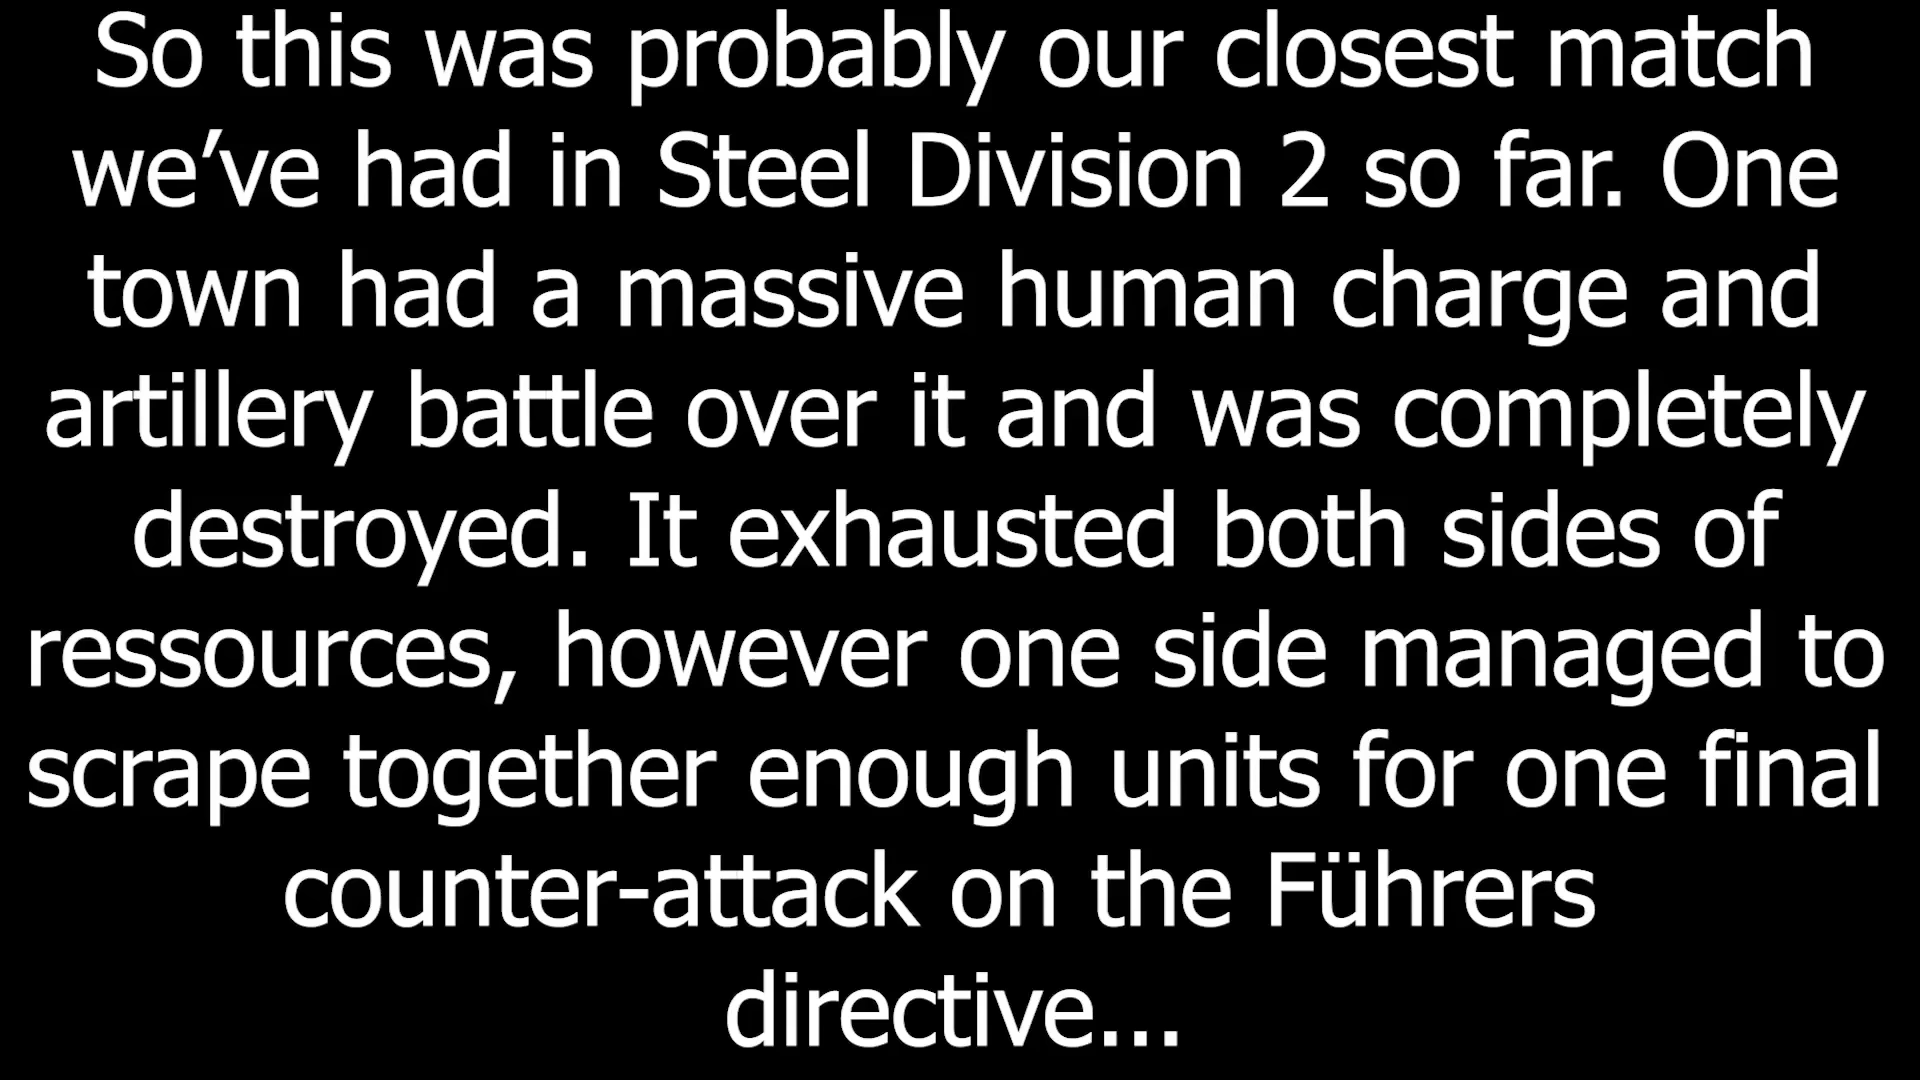 So this was probably our closest match
we’ve had in Steel Division 2 so far. One
town had a massive human charge and
artillery battle over it and was completely
destroyed. It exhausted both sides of
ressources, however one side managed to
scrape together enough units for one final
counter-attack on the Führers
directive...